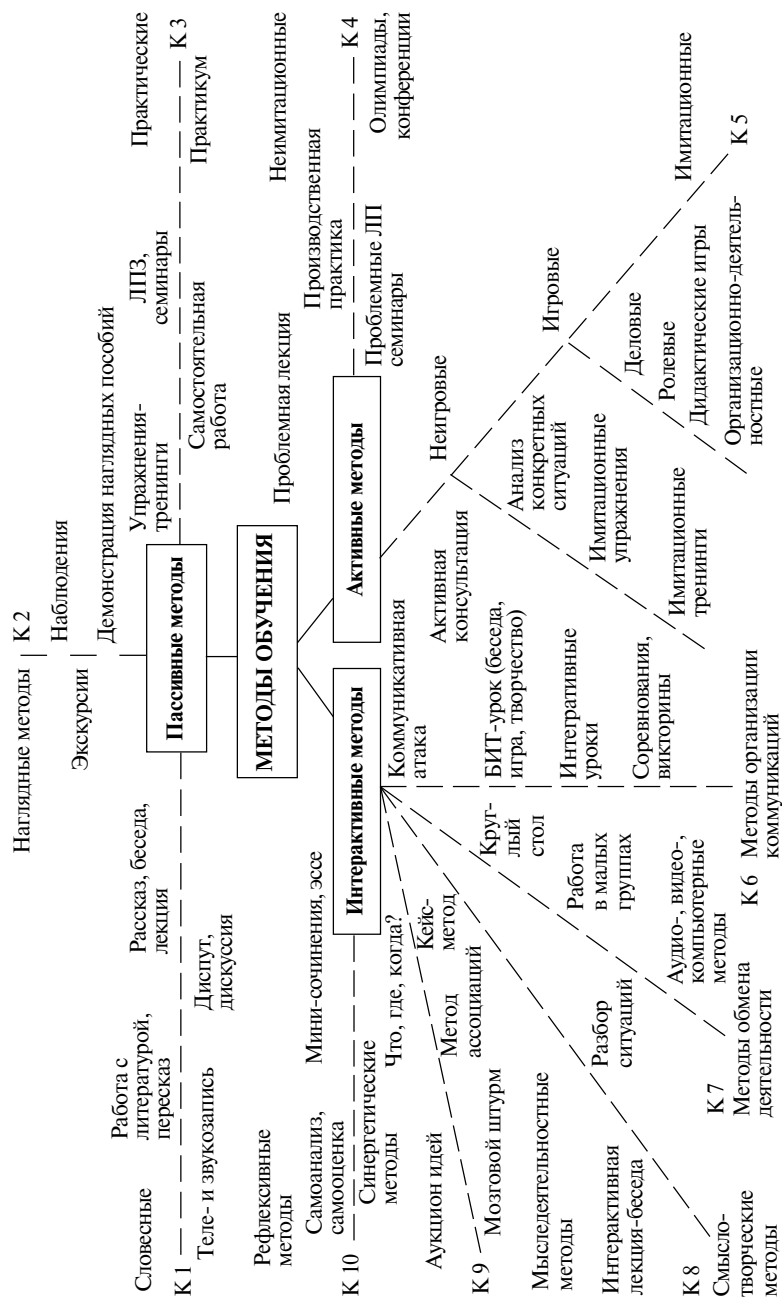 Наглядные методы
К 2
Экскурсии
Наблюдения
Демонстрация наглядных пособий
Словесные
К 1
Теле- и звукозапись
Работа с
литературой,
пересказ
Диспут,
дискуссия
Рассказ, беседа,
лекция
Пассивные методы
Упражнения-
тренинги
Самостоятельная
работа
ЛПЗ,
семинары
Практические
Практикум
К 3
МЕТОДЫ ОБУЧЕНИЯ
Рефлексивные
методы
К 10
Самоанализ,
самооценка
Синергетические
методы
Мини-сочинения, эссе
Интерактивные методы
Активные методы
Проблемная лекция
Производственная
практика
Проблемные ЛП
семинары
Неимитационные
К 4
Олимпиады,
конференции
Аукцион идей
К 9
Мозговой штурм
Что, где, когда?
Метод
ассоциаций
Кейс-
метод
Мыследеятельностные
методы
Разбор
ситуаций
Интерактивная
лекция-беседа
К 8
Смысло-
творческие
методы
Круг-
лый
стол
Работа
в малых
группах
Аудио-, видео-,
компьютерные
методы
К 7
Методы обмена
деятельности
Коммуникативная
атака
БИТ-урок (беседа,
игра, творчество)
Интегративные
уроки
Соревнования,
викторины
К 6
Методы организации
коммуникаций
Активная
консультация
Неигровые
Анализ
конкретных
ситуаций
Имитационные
упражнения
Имитационные
тренинги
Игровые
Деловые
Ролевые
Дидактические игры
Организационно-деятель-
ностные
Имитационные
К 5